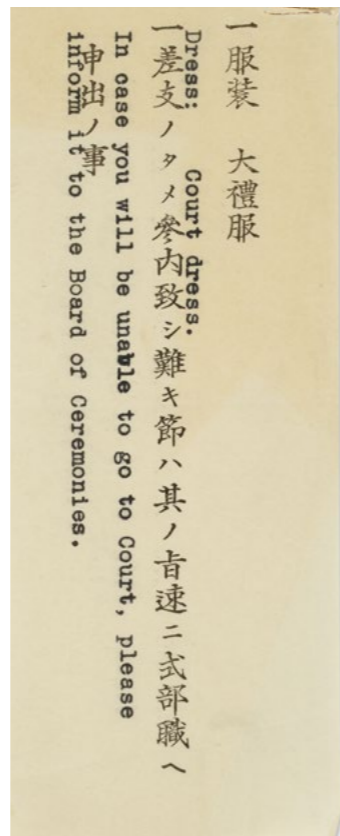 一服装　大禮服
Dress:　Court dress.
一差支ノタメ參内致シ難キ節ハ其ノ旨速ニ式部職ヘ
In case you will be unable to go to Court, please
申出ノ事
inform it to the Board of Ceremonies.